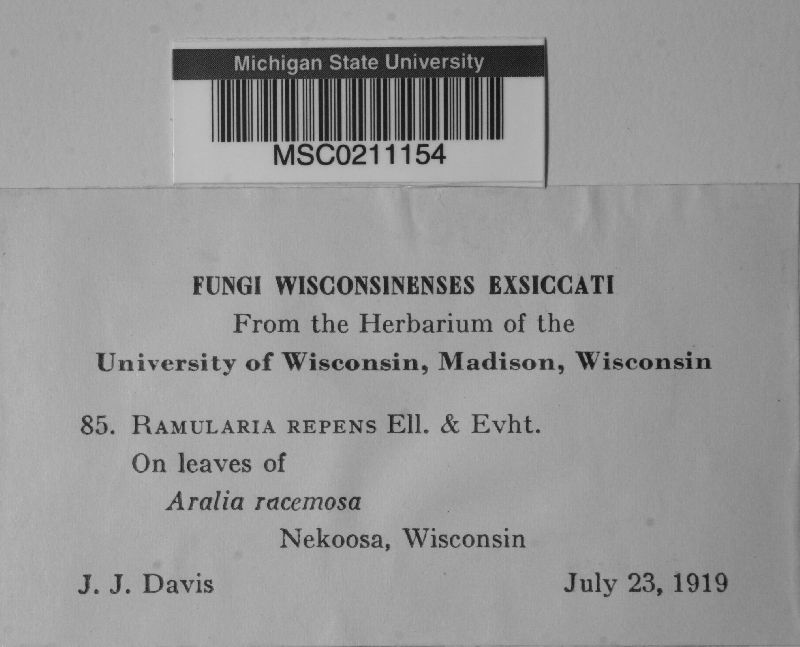 Michigan State University
MSC0211154
FUNGI WISCONSINENSES EXSICCATI
From the Herbarium of the
University of Wisconsin, Madison, Wisconsin
85. RAMULARIA REPENS Ell. & Evht.
On leaves of
Aralia racemosa
Nekoosa, Wisconsin
J. J. Davis July 23, 1919